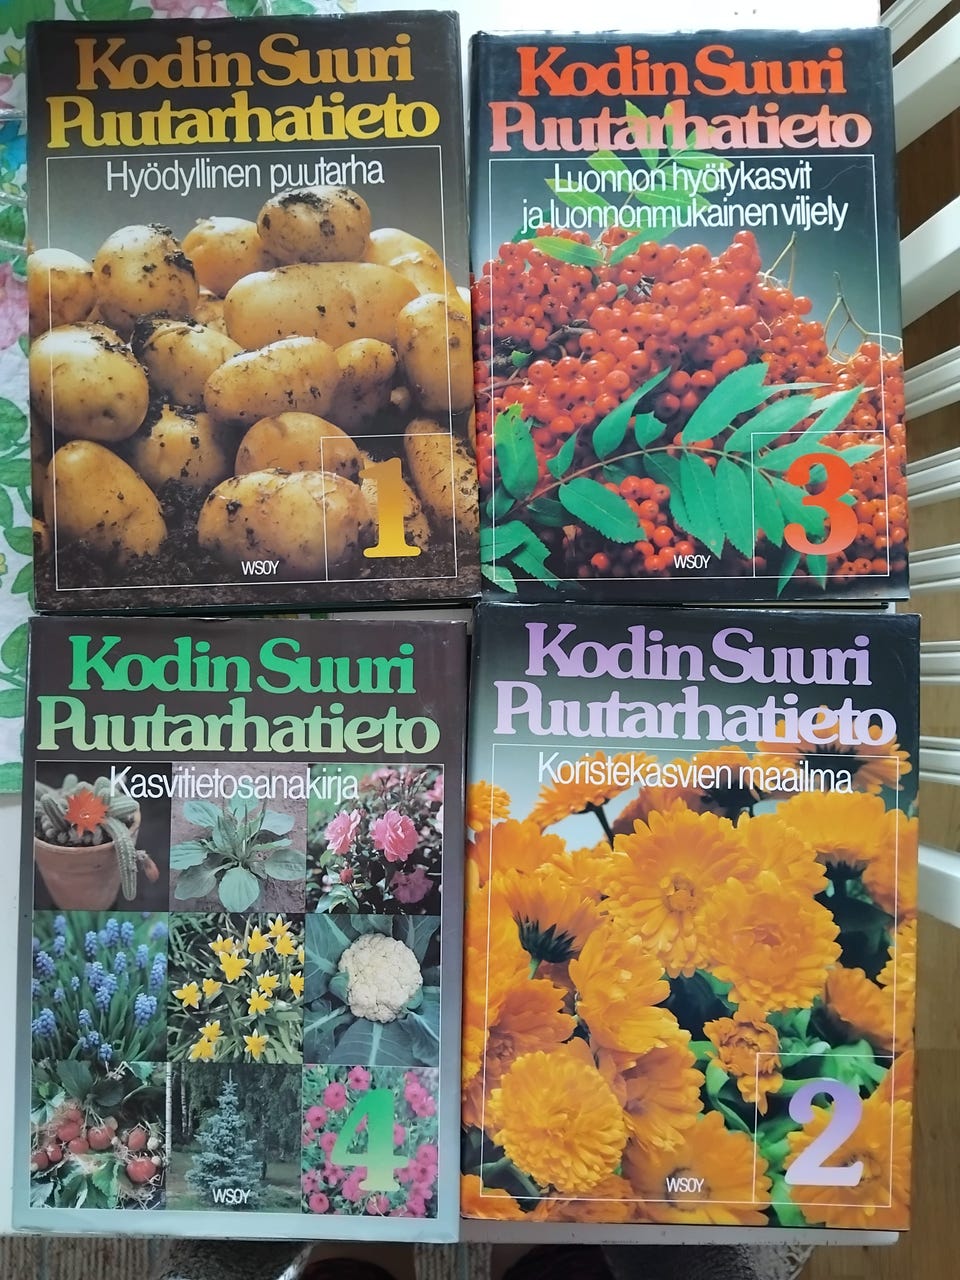 Kodin Suuri
Puutarhatieto
Hyödyllinen puutarha
1
WSOY
Kodin Suuri
Puutarhatieto
Luonnon hyötykasvit
ja luonnonmukainen viljely
3
WSOY
Kodin Suuri
Puutarhatieto
Kasvitietosanakirja
4
WSOY
Kodin Suuri
Puutarhatieto
Koristekasvien maailma
2
WSOY